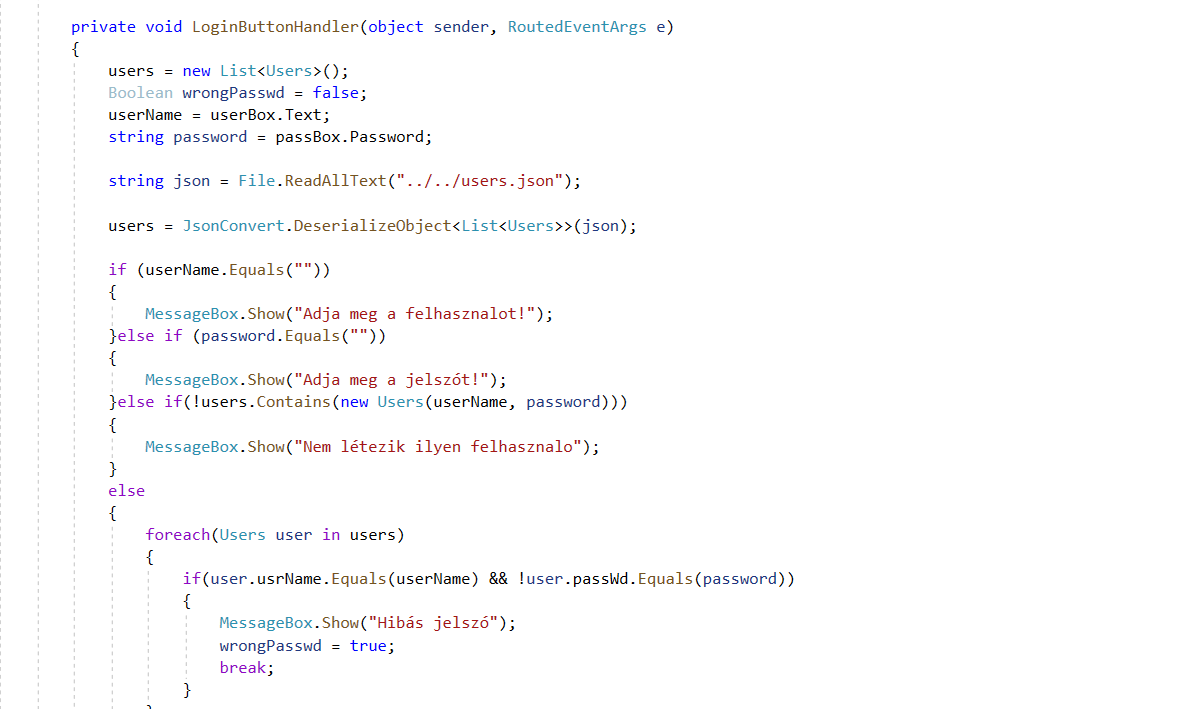 private void LoginButtonHandler(object sender, RoutedEventArgs e)
{
users = new List<Users>();
Boolean wrongPasswd = false;
userName = userBox.Text;
string password = passBox.Password;
string json = File.ReadAllText("../../users.json");
users = JsonConvert.DeserializeObject<List<Users>>(json);
if (userName.Equals(""))
{
MessageBox.Show("Adja meg a felhasznalot!");
}else if (password.Equals(""))
{
MessageBox.Show("Adja meg a jelszót!");
}else if(!users.Contains(new Users(userName, password)))
{
MessageBox.Show("Nem létezik ilyen felhasznalo");
}
else
{
foreach(Users user in users)
{
if(user.usrName.Equals(userName) && !user.passWd.Equals(password))
{
MessageBox.Show("Hibás jelszó");
wrongPasswd = true;
break;
}